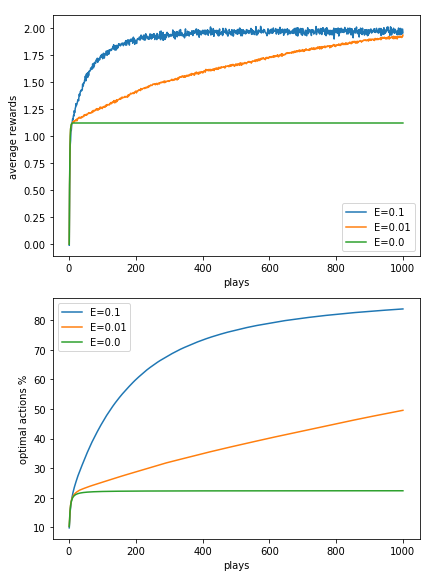 2.00
1.75
1.50
1.25
1.00
0.75
0.50
0.25
0.00
average rewards
E=0.1
E=0.01
E=0.0
0 200 400 600 800 1000
plays
E=0.1
E=0.01
E=0.0
80
70
60
50
40
30
20
10
optimal actions %
0 200 400 600 800 1000
plays